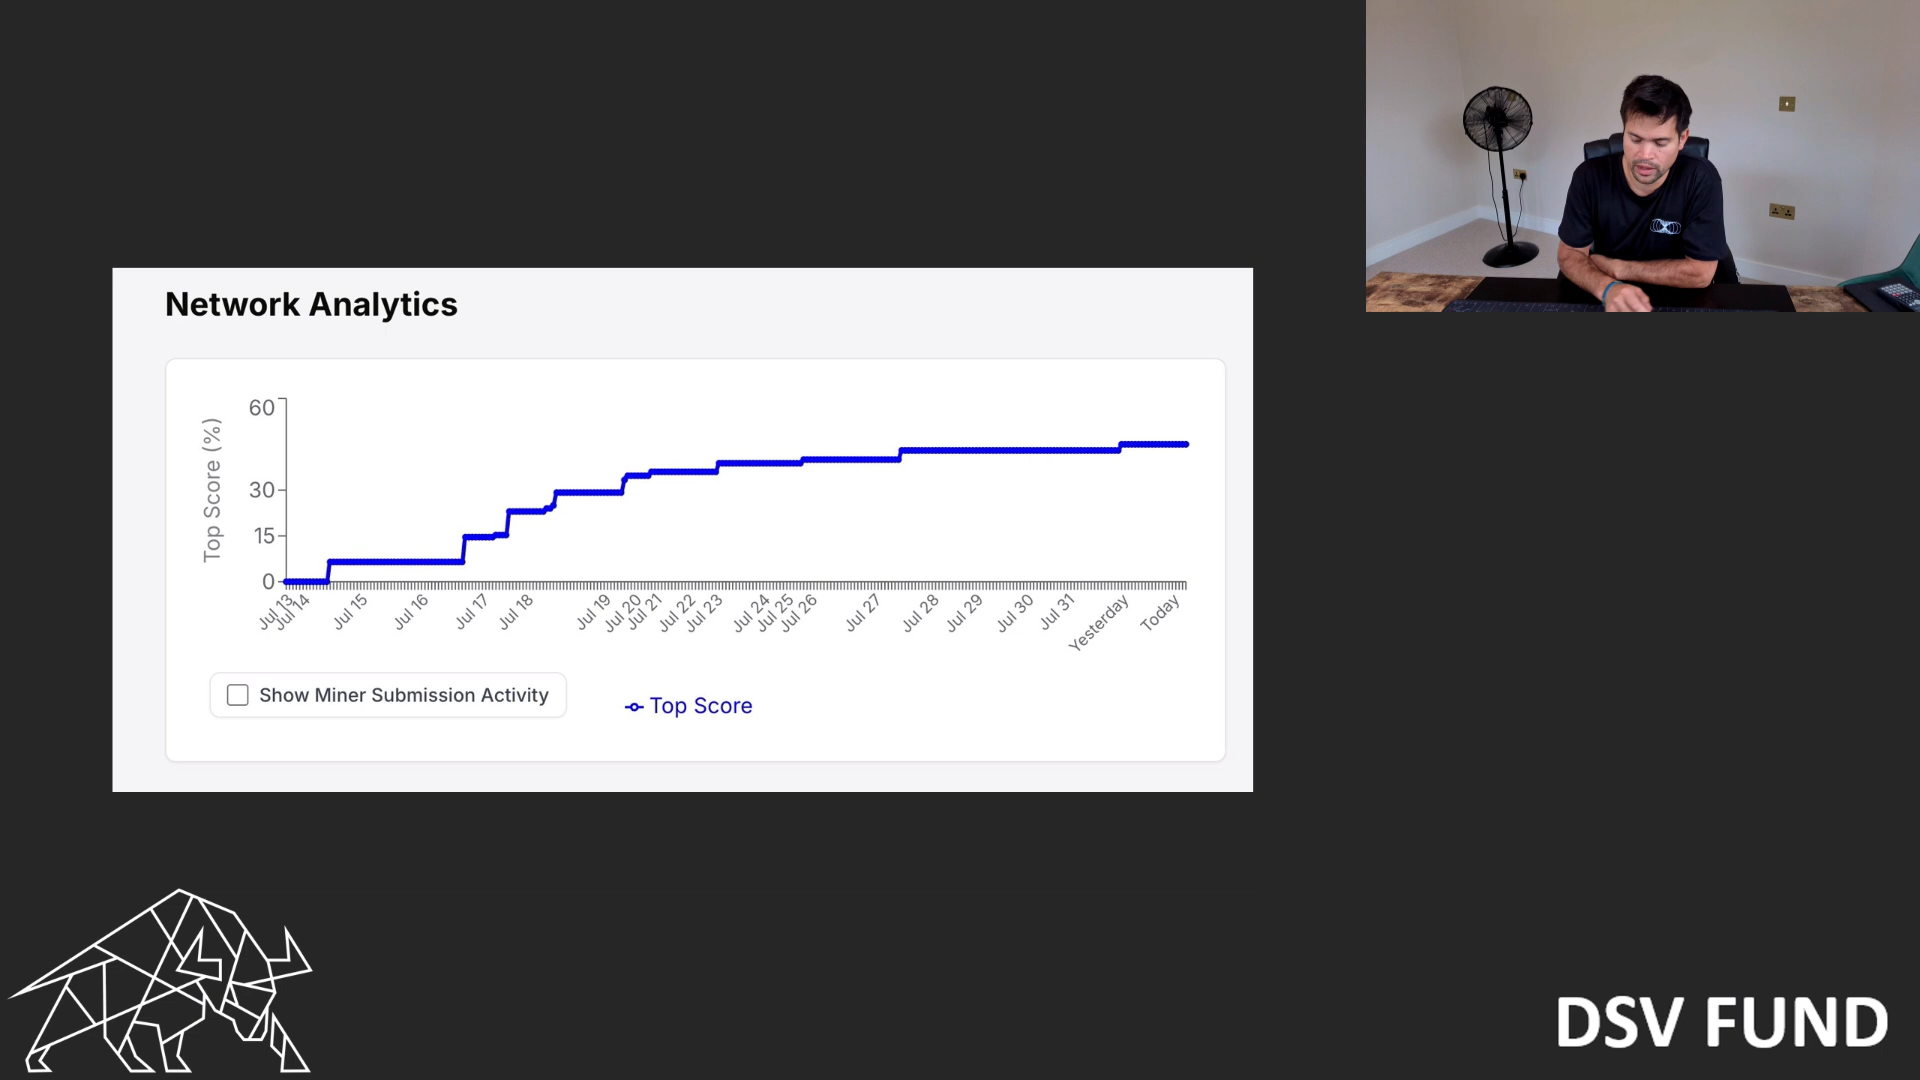 Network Analytics
Top Score (%)
60
30
15
0
Jul 13
Jul 14
Jul 15
Jul 16
Jul 17
Jul 18
Jul 19
Jul 20
Jul 21
Jul 22
Jul 23
Jul 24
Jul 25
Jul 26
Jul 27
Jul 28
Jul 29
Jul 30
Jul 31
Yesterday
Today
Show Miner Submission Activity
Top Score
DSV FUND